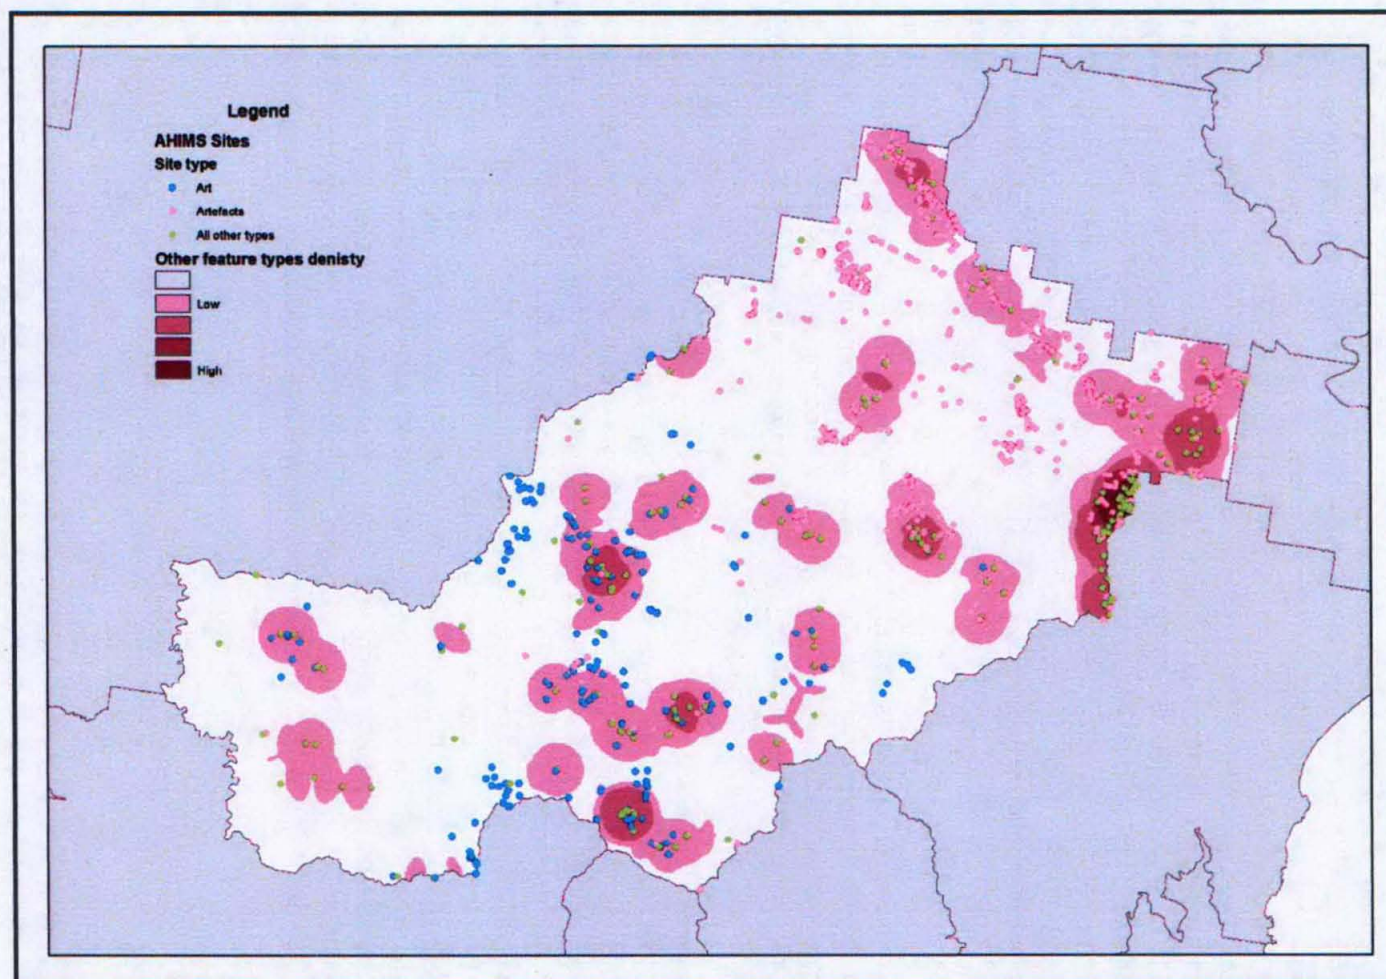 Legend
AHIMS Sites
Site type
Art
Artefacts
All other types
Other feature types denisty
Low
High